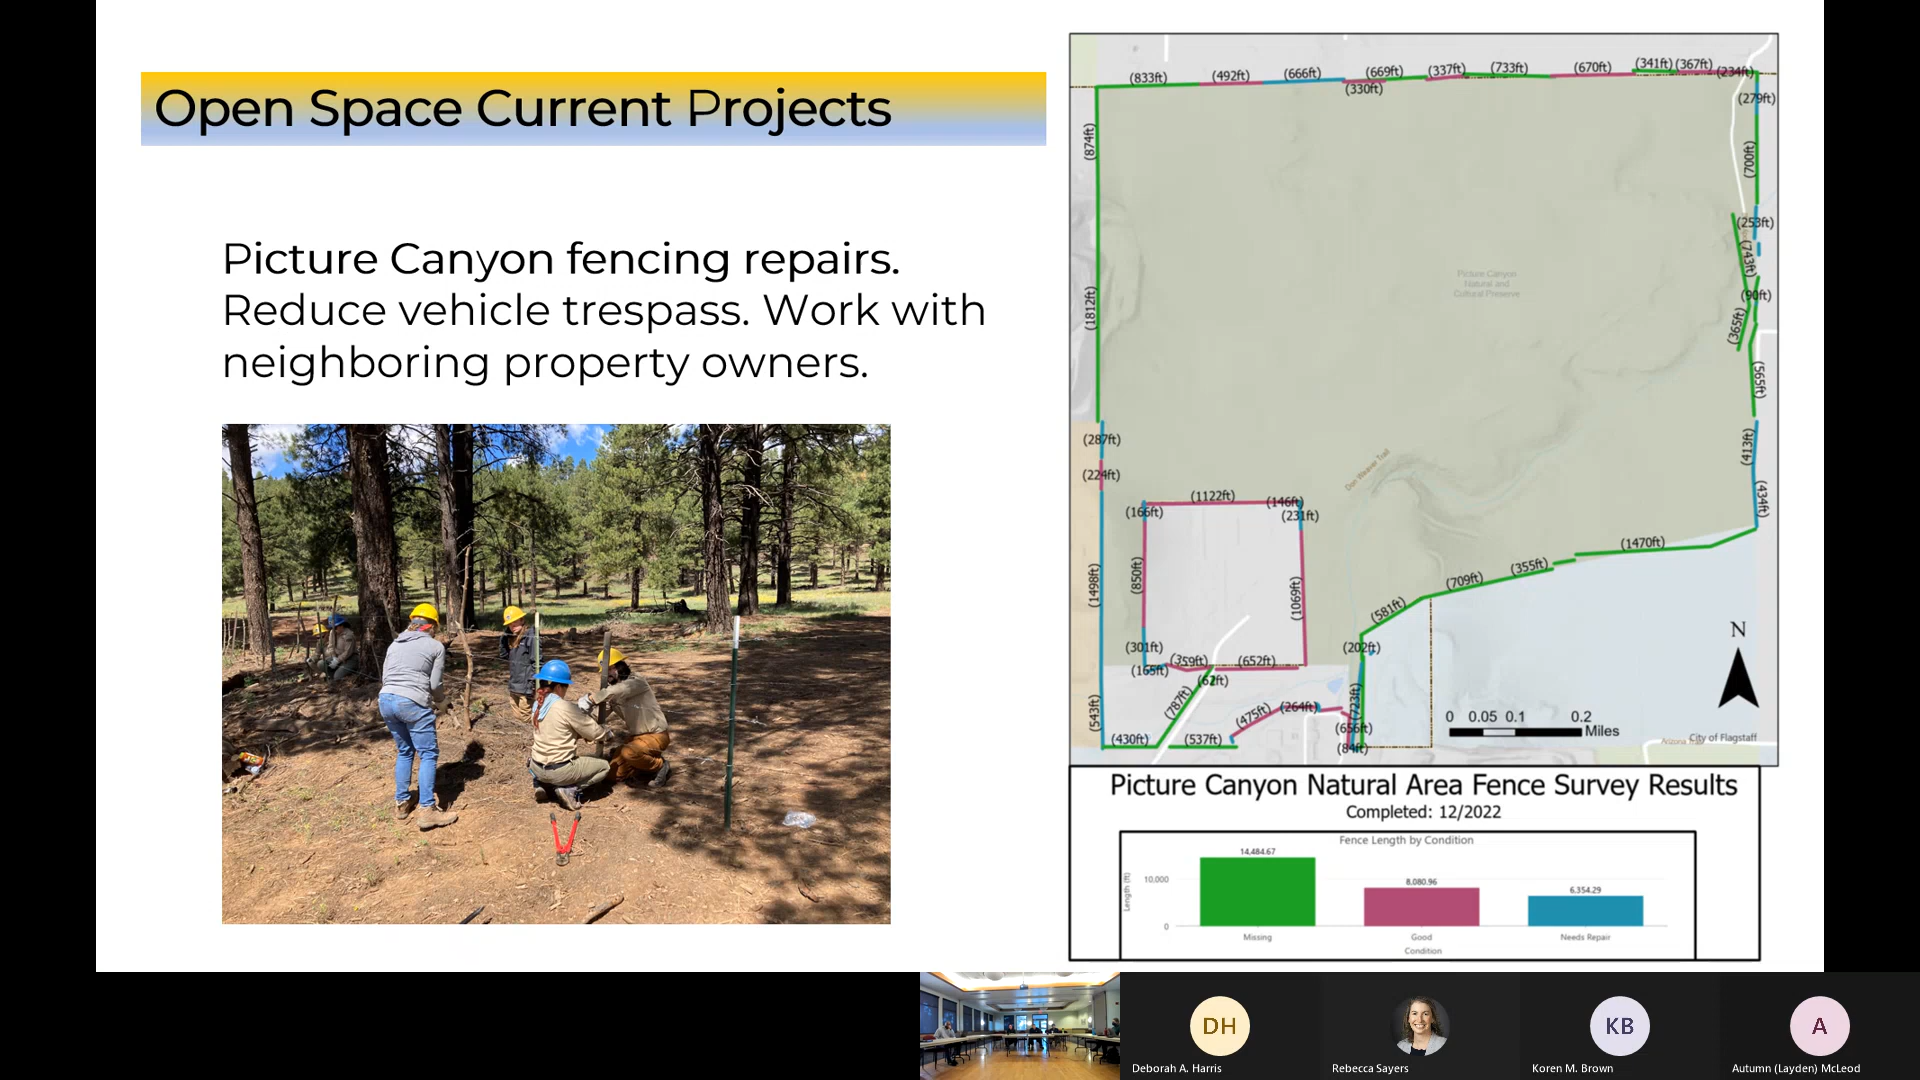 Open Space Current Projects
Picture Canyon fencing repairs.
Reduce vehicle trespass. Work with
neighboring property owners.
(833ft)
(492ft)
(666ft)
(669ft)
(330ft)
(337ft)
(733ft)
(670ft)
(341ft)
(367ft)
(234ft)
(279ft)
(874ft)
(700ft)
(253ft)
(743ft)
Picture Canyon
Natural and
Cultural Preserve
(90ft)
(1812ft)
(365ft)
(565ft)
(287ft)
(413ft)
(224ft)
Don Weaver Trail
(434ft)
(1122ft)
(146ft)
(166ft)
(231ft)
(1470ft)
(850ft)
(1498ft)
(1069ft)
(709ft)
(355ft)
(581ft)
(301ft)
(202ft)
(165ft)
(359ft)
(652ft)
(62ft)
(787ft)
(543ft)
(475ft)
(264ft)
(723ft)
(656ft)
(430ft)
(537ft)
(84ft)
N
0 0.05 0.1 0.2
Miles
City of Flagstaff
Picture Canyon Natural Area Fence Survey Results
Completed: 12/2022
Fence Length by Condition
14,484.67
8,080.96
6,354.29
10,000
0
Length (ft)
Missing
Good
Needs Repair
Condition
DH
KB
A
Deborah A. Harris
Rebecca Sayers
Koren M. Brown
Autumn (Layden) McLeod